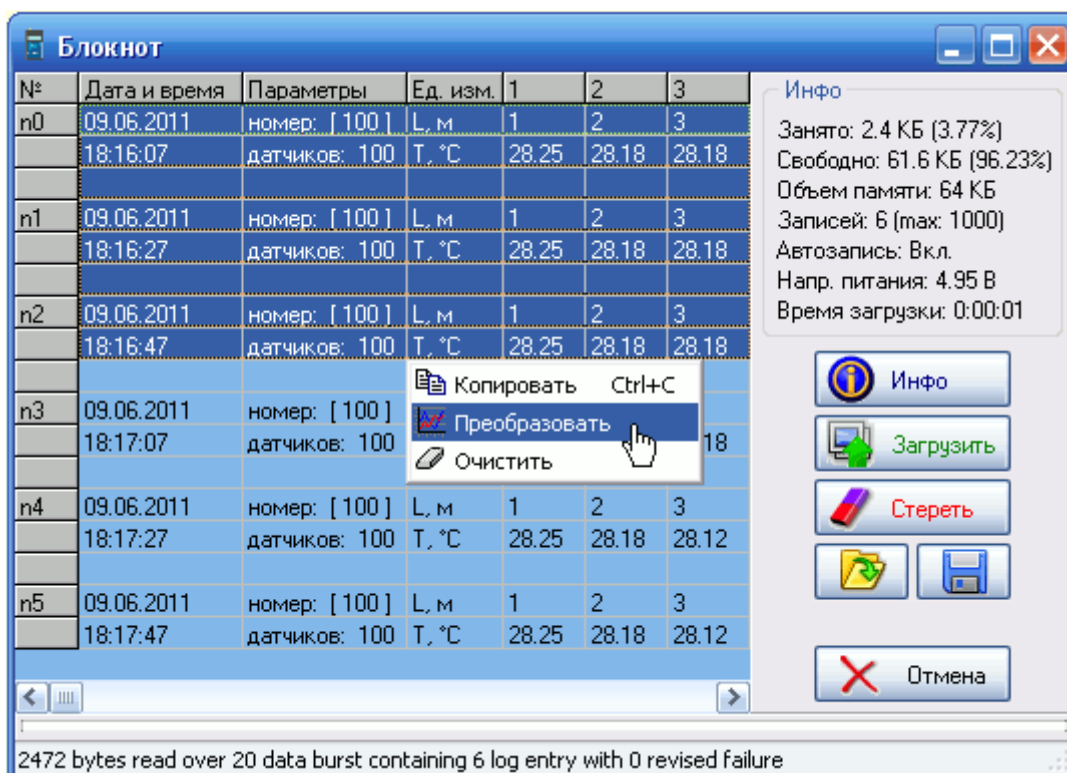 Блокнот
№ Дата и время Параметры Ед. изм. 1 2 3
n0 09.06.2011 номер: [ 100 ] L, м 1 2 3
18:16:07 датчиков: 100 T, °C 28.25 28.18 28.18
n1 09.06.2011 номер: [ 100 ] L, м 1 2 3
18:16:27 датчиков: 100 T, °C 28.25 28.18 28.18
n2 09.06.2011 номер: [ 100 ] L, м 1 2 3
18:16:47 датчиков: 100 T, °C 28.25 28.18 28.18
n3 09.06.2011 номер: [ 100 ]
18:17:07 датчиков: 100 18
n4 09.06.2011 номер: [ 100 ] L, м 1 2 3
18:17:27 датчиков: 100 T, °C 28.25 28.18 28.12
n5 09.06.2011 номер: [ 100 ] L, м 1 2 3
18:17:47 датчиков: 100 T, °C 28.25 28.18 28.12
Копировать Ctrl+C
Преобразовать
Очистить
Инфо
Занято: 2.4 КБ (3.77%)
Свободно: 61.6 КБ (96.23%)
Объем памяти: 64 КБ
Записей: 6 (max: 1000)
Автозапись: Вкл.
Напр. питания: 4.95 В
Время загрузки: 0:00:01
Инфо
Загрузить
Стереть
Отмена
2472 bytes read over 20 data burst containing 6 log entry with 0 revised failure